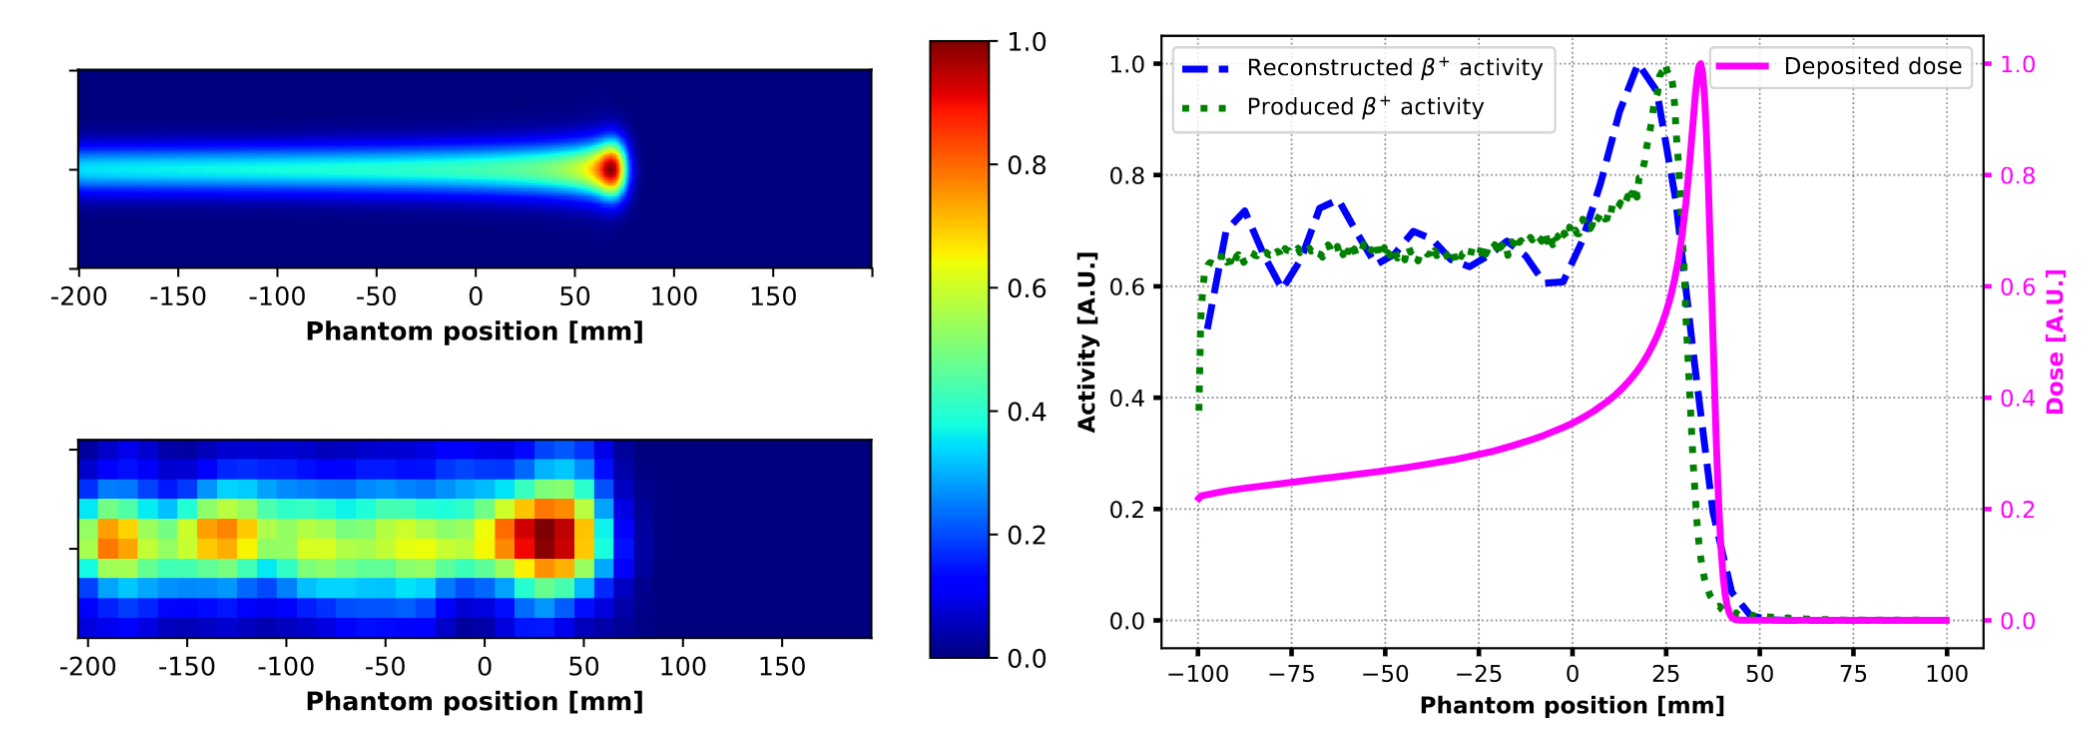 -200 -150 -100 -50 0 50 100 150
Phantom position [mm]
-200 -150 -100 -50 0 50 100 150
Phantom position [mm]
1.0
0.8
0.6
0.4
0.2
0.0
Activity [A.U.]
1.0
0.8
0.6
0.4
0.2
0.0
Reconstructed β⁺ activity
Produced β⁺ activity
Deposited dose
1.0
0.8
0.6
0.4
0.2
0.0
Dose [A.U.]
−100 −75 −50 −25 0 25 50 75 100
Phantom position [mm]